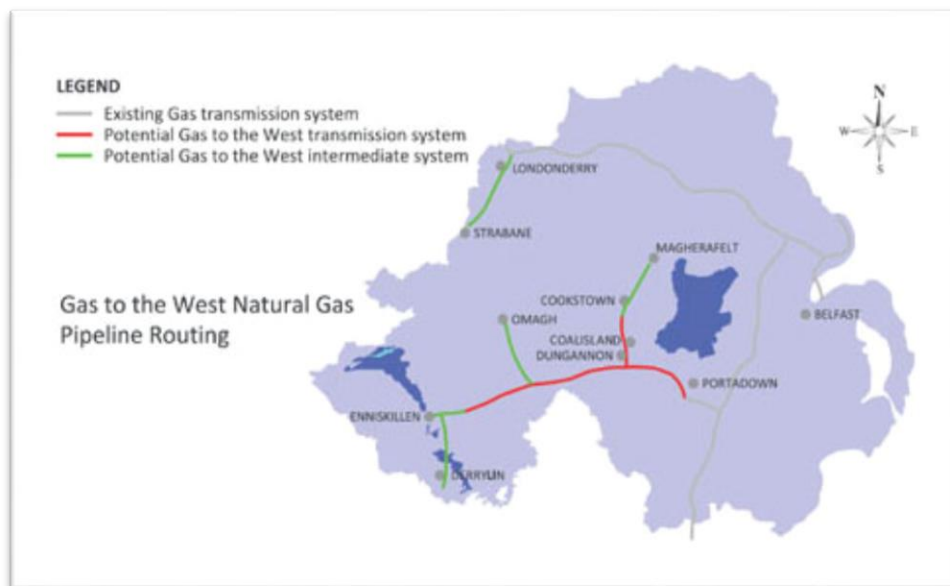 LEGEND
Existing Gas transmission system
Potential Gas to the West transmission system
Potential Gas to the West intermediate system
N
W E
S
LONDONDERRY
STRABANE
MAGHERAFELT
Gas to the West Natural Gas
Pipeline Routing
COOKSTOWN
OMAGH
BELFAST
COALISLAND
DUNGANNON
PORTADOWN
ENNISKILLEN
DERRYLIN